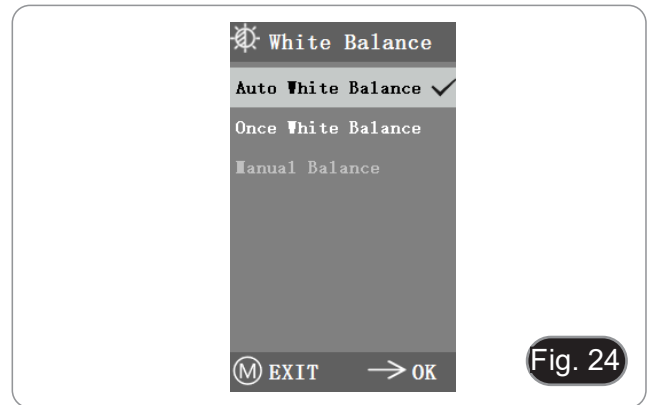 White Balance
Auto White Balance
Once White Balance
Manual Balance
M EXIT → OK
Fig. 24